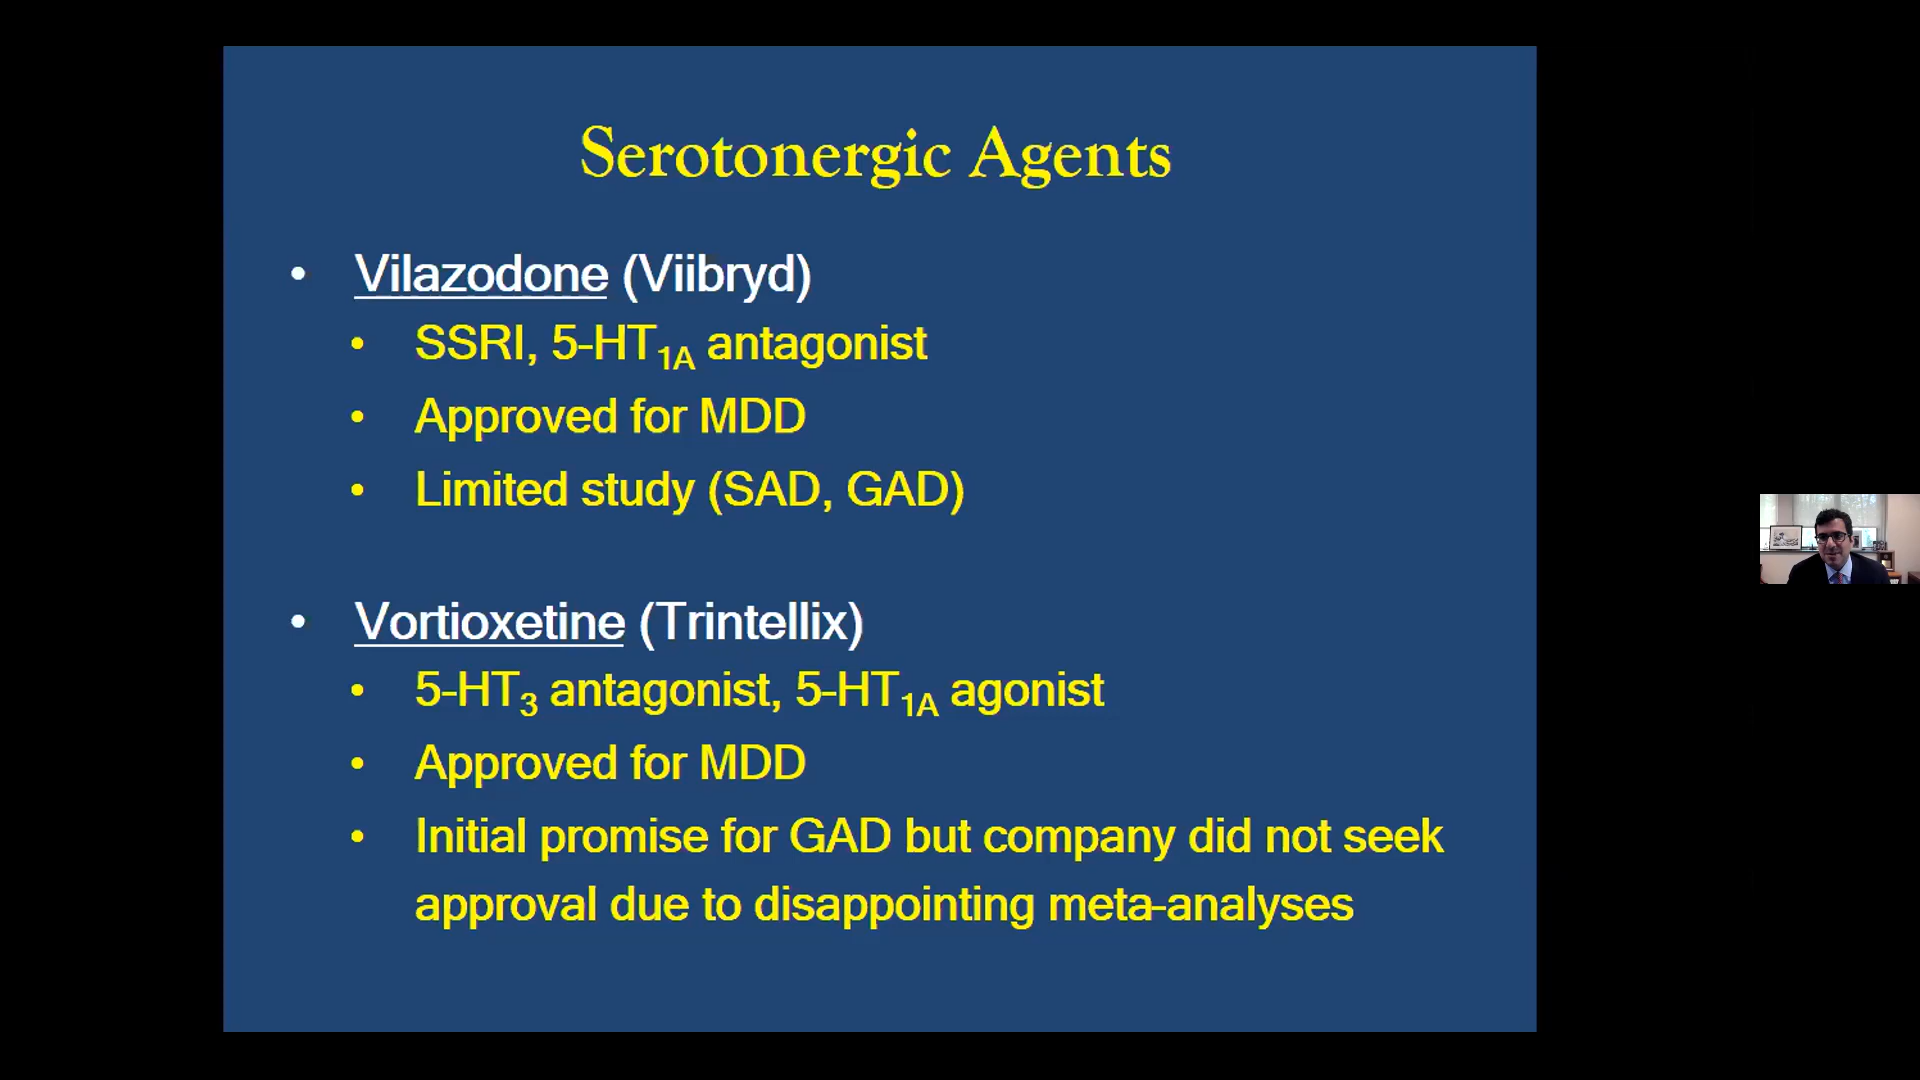 Serotonergic Agents
• Vilazodone (Viibryd)
• SSRI, 5-HT1A antagonist
• Approved for MDD
• Limited study (SAD, GAD)
• Vortioxetine (Trintellix)
• 5-HT3 antagonist, 5-HT1A agonist
• Approved for MDD
• Initial promise for GAD but company did not seek
approval due to disappointing meta-analyses